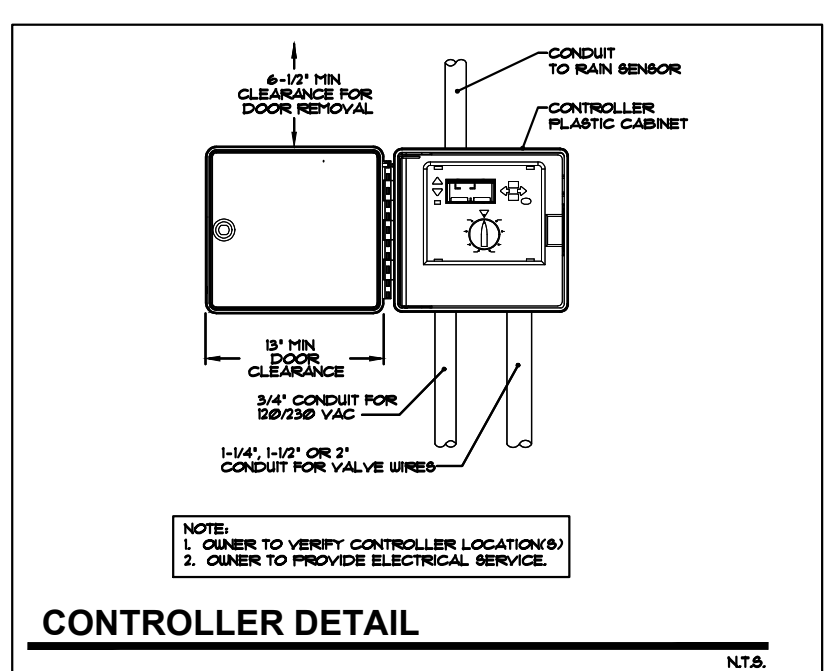 CONDUIT
TO RAIN SENSOR
6-1/2" MIN
CLEARANCE FOR
DOOR REMOVAL
CONTROLLER
PLASTIC CABINET
13" MIN
DOOR
CLEARANCE
3/4" CONDUIT FOR
120/230 VAC
1-1/4", 1-1/2" OR 2"
CONDUIT FOR VALVE WIRES
NOTE:
1. OWNER TO VERIFY CONTROLLER LOCATION(S)
2. OWNER TO PROVIDE ELECTRICAL SERVICE.
CONTROLLER DETAIL
N.T.S.